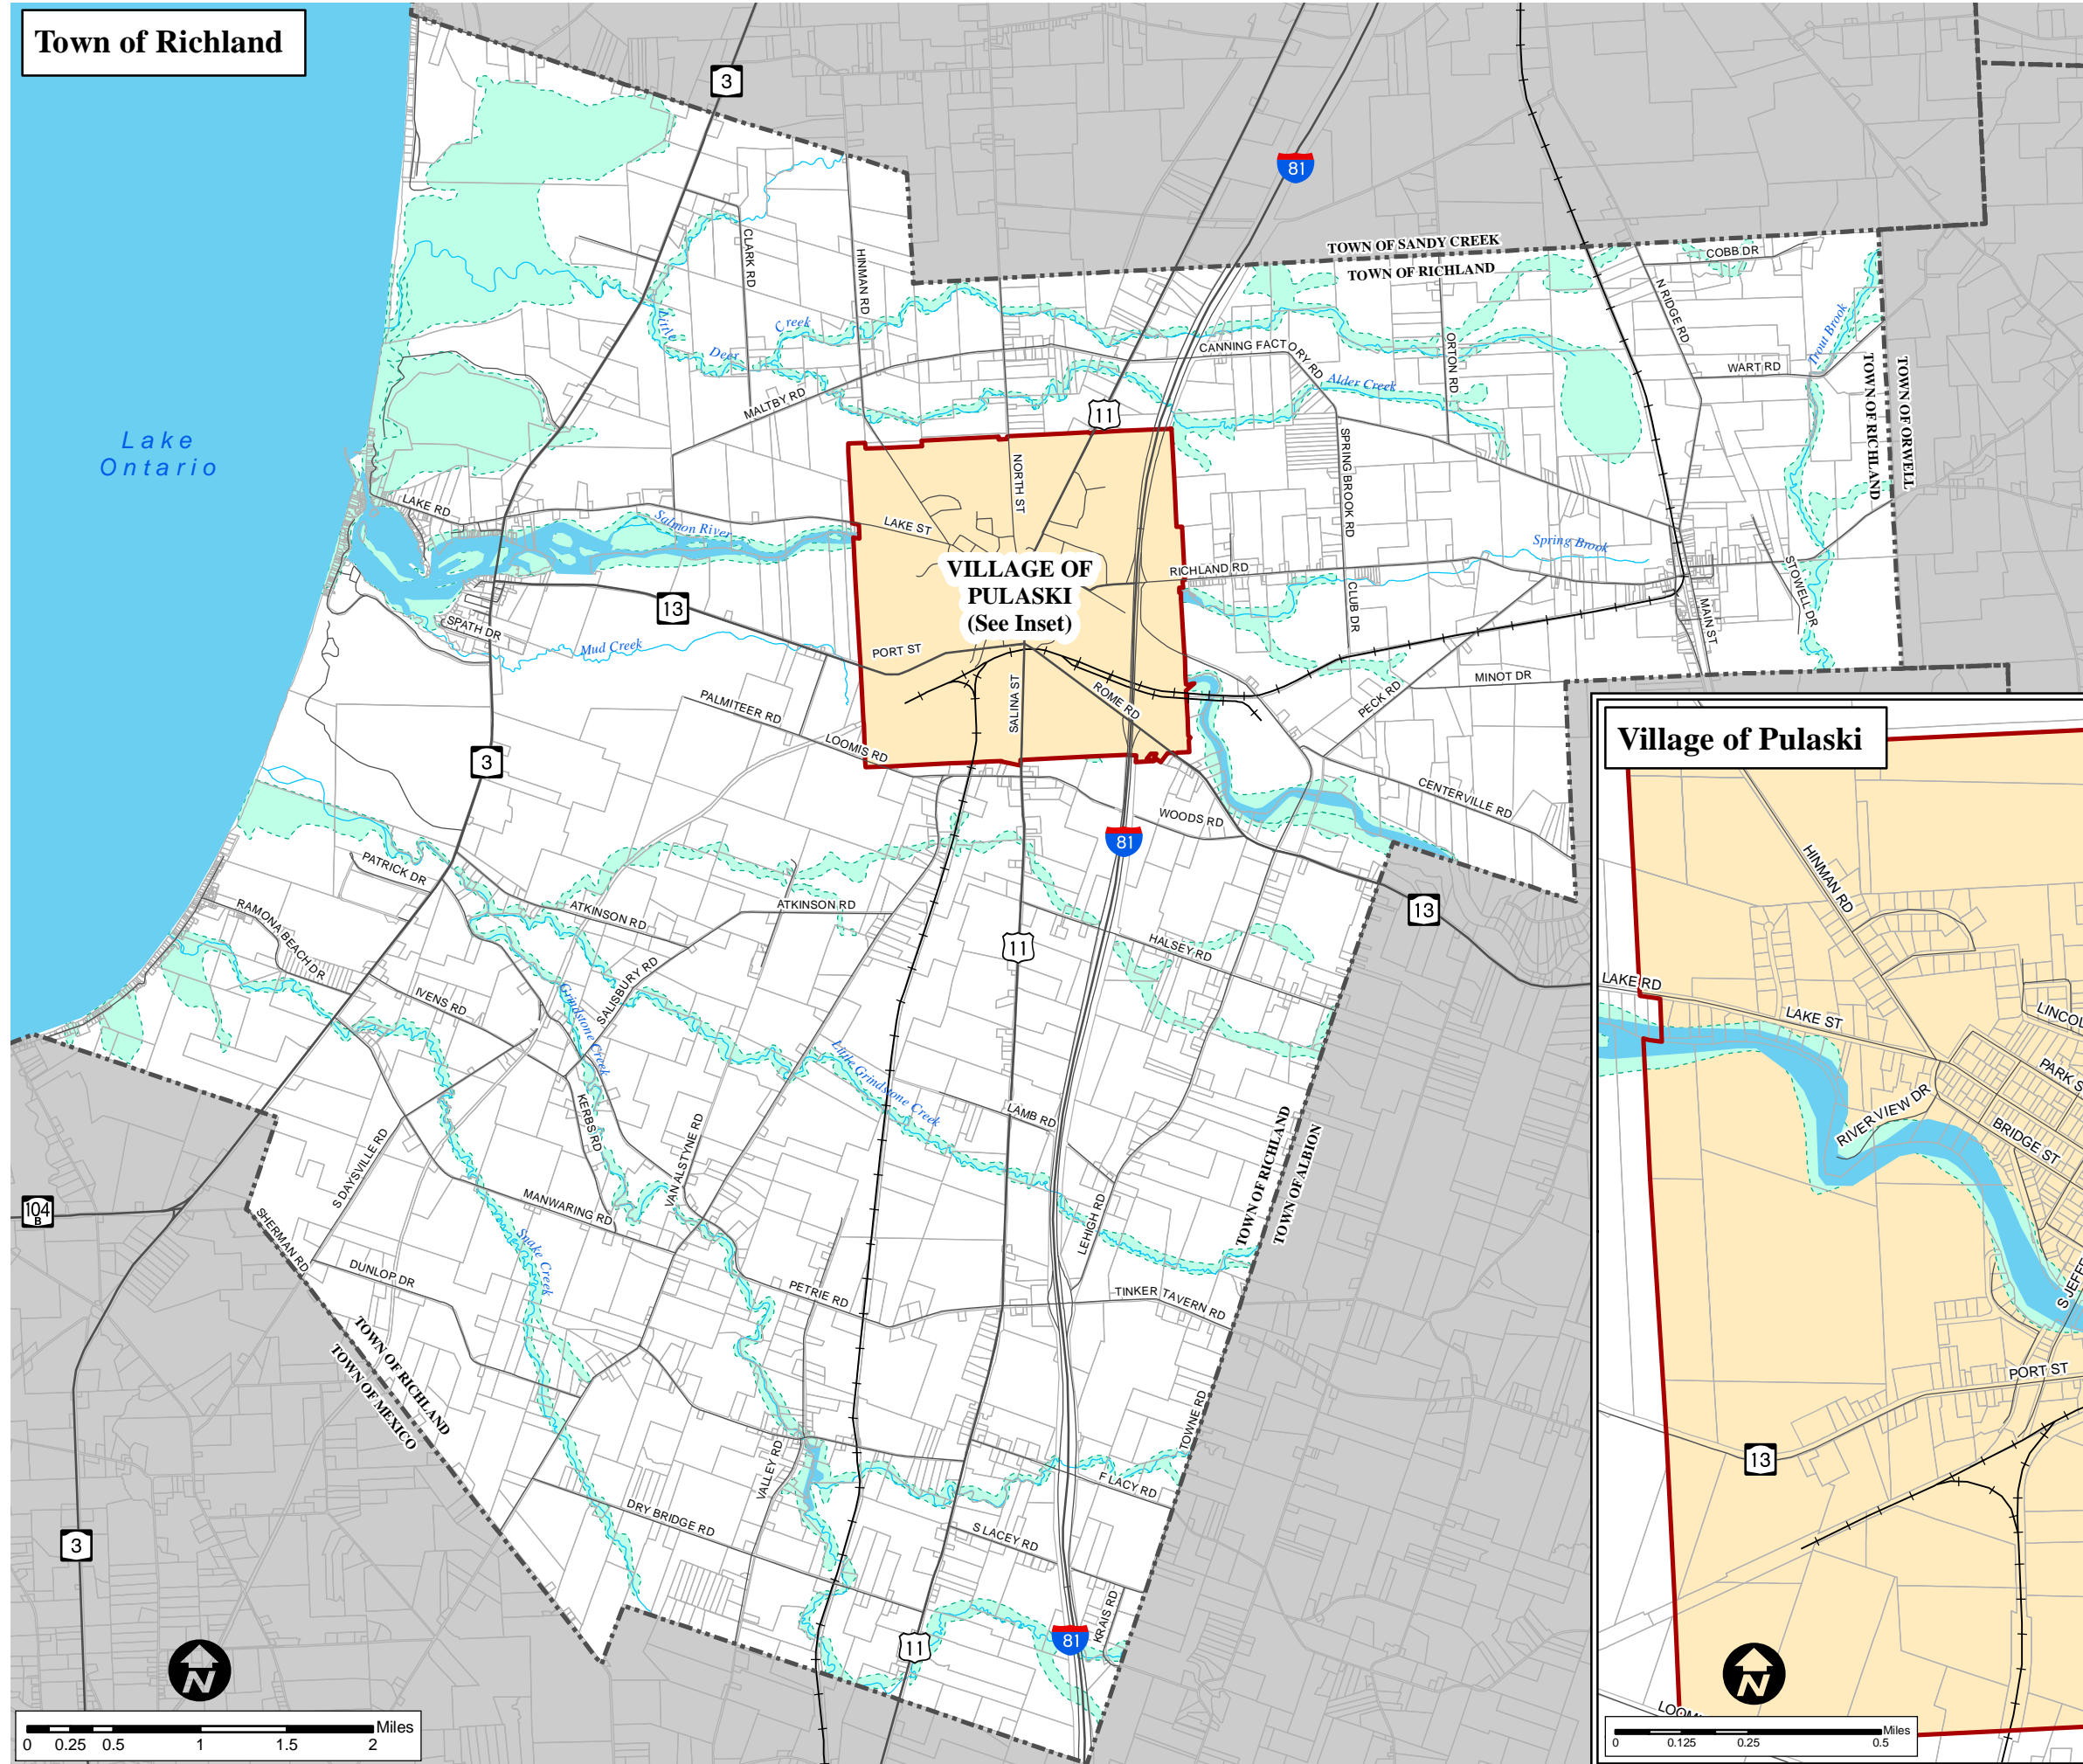 Town of Richland
3
81
TOWN OF SANDY CREEK
TOWN OF RICHLAND
COBB DR
CLARK RD
HINMAN RD
N RIDGE RD
Trout Brook
Little
Deer
Creek
CANNING FACTORY RD
ORTON RD
WART RD
TOWN OF RICHLAND
TOWN OF ORWELL
MALTBY RD
Alder Creek
11
Lake
Ontario
SPRING BROOK RD
NORTH ST
LAKE RD
Salmon River
LAKE ST
Spring Brook
VILLAGE OF
PULASKI
(See Inset)
RICHLAND RD
STOWELL DR
CLUB DR
MAIN ST
13
SPATH DR
Mud Creek
PORT ST
MINOT DR
PECK RD
ROME RD
SALINA ST
PALMITEER RD
LOOMIS RD
3
CENTERVILLE RD
WOODS RD
81
PATRICK DR
ATKINSON RD
ATKINSON RD
13
RAMONA BEACH DR
11
HALSEY RD
SALISBURY RD
IVENS RD
Grindstone Creek
Little Grindstone Creek
LAMB RD
KERBS RD
VAN ALSTYNE RD
S DAYSVILLE RD
TOWN OF RICHLAND
TOWN OF ALBION
MANWARING RD
LEHIGH RD
104
B
SHERMAN RD
Snake Creek
DUNLOP DR
PETRIE RD
TINKER TAVERN RD
TOWN OF RICHLAND
TOWN OF MEXICO
TOWNE RD
VALLEY RD
F LACY RD
DRY BRIDGE RD
S LACEY RD
3
KRAIS RD
11
81
N
Miles
0 0.25 0.5 1 1.5 2
Village of Pulaski
HINMAN RD
LAKE RD
LAKE ST
LINCOL
PARK S
RIVER VIEW DR
BRIDGE ST
S JEFFE
PORT ST
13
N
LOOM
Miles
0 0.125 0.25 0.5